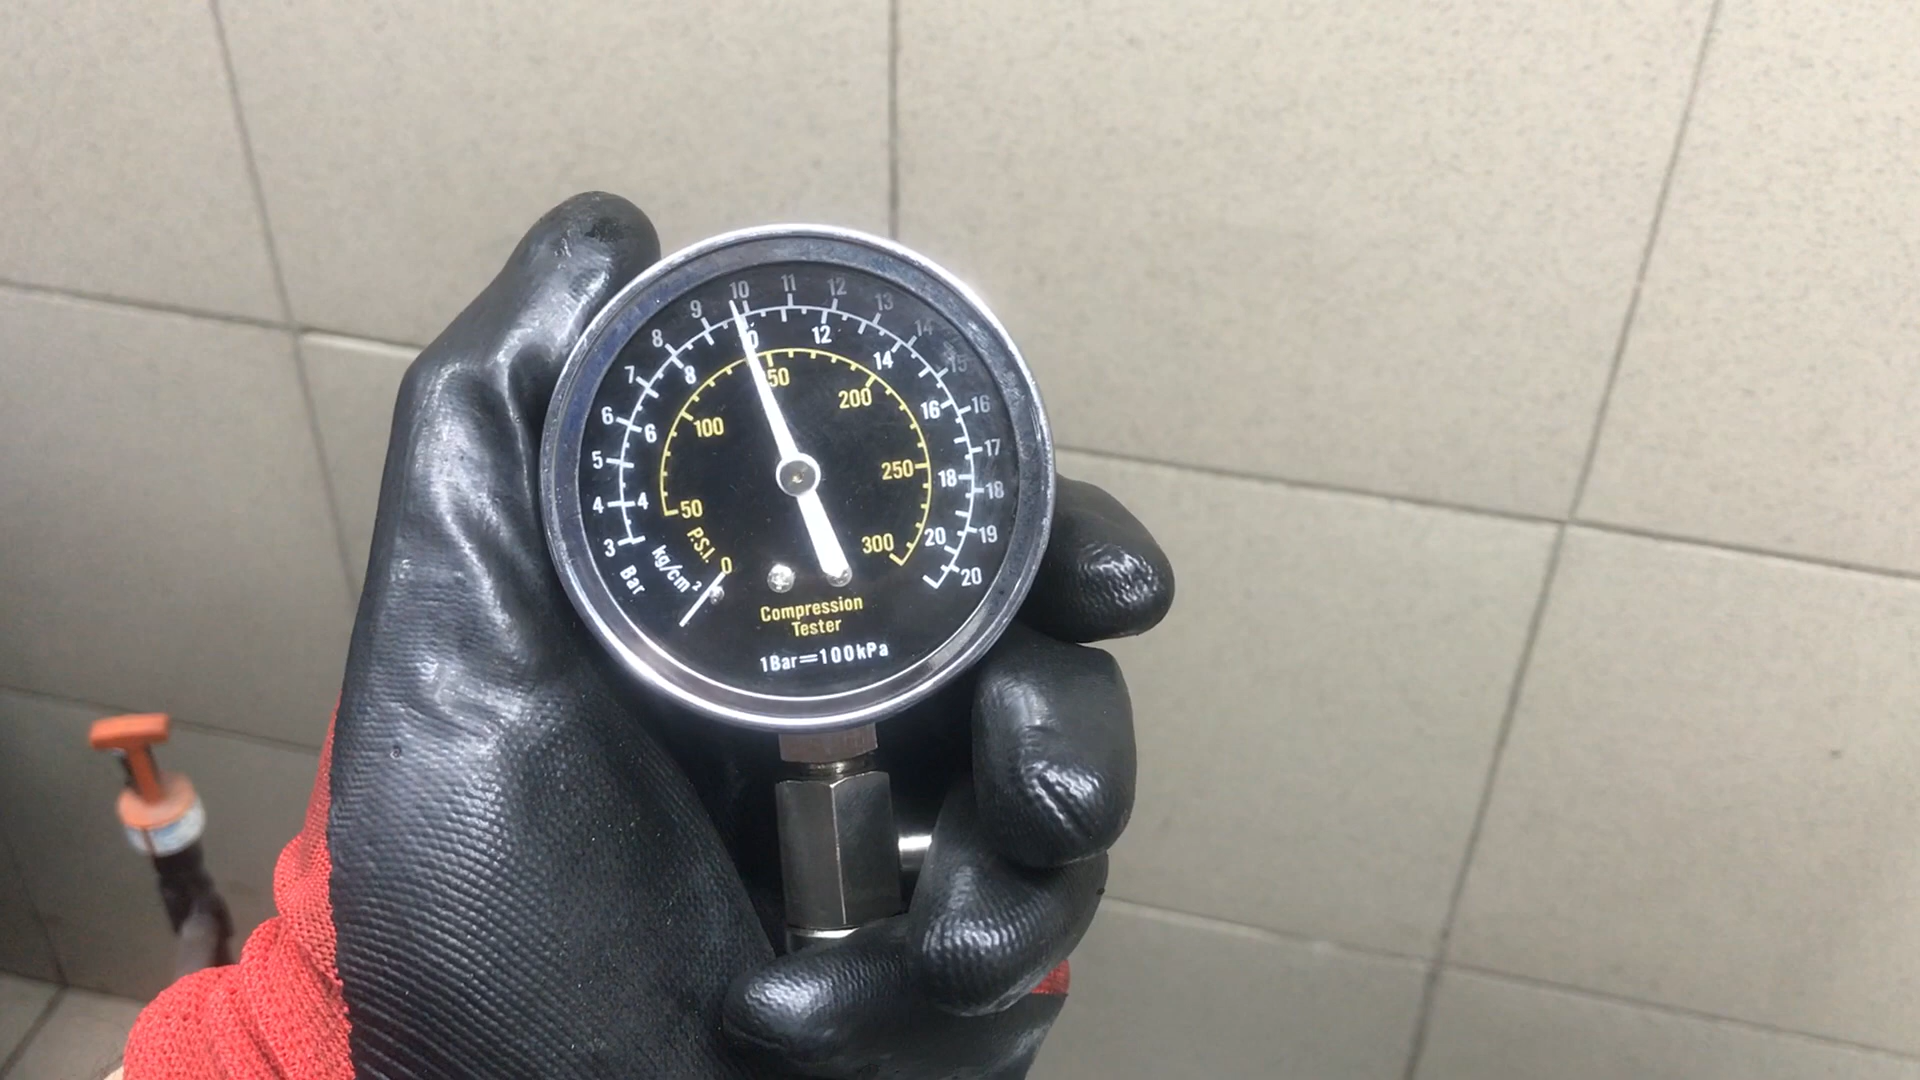 3 4 5 6 7 8 9 10 11 12 13 14 15 16 17 18 19 20
Bar
4 6 8 12 14 16 18 20
kg/cm²
0 50 100 200 250 300
P.S.I.
Compression
Tester
1Bar=100kPa